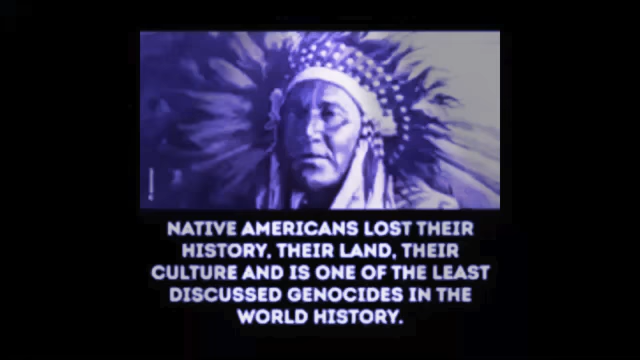 NATIVE AMERICANS LOST THEIR
HISTORY, THEIR LAND, THEIR
CULTURE AND IS ONE OF THE LEAST
DISCUSSED GENOCIDES IN THE
WORLD HISTORY.